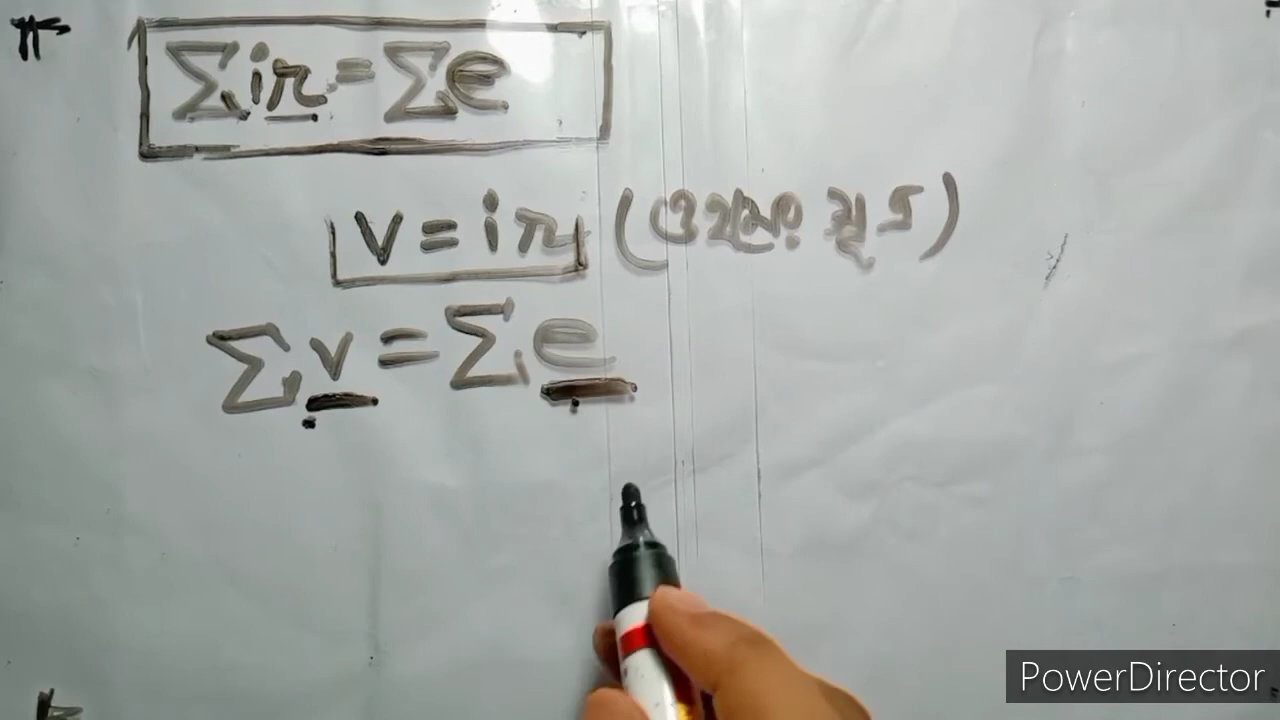 Σir = Σe
V = ir (ওহমের সূত্র)
Σv = Σe
PowerDirector